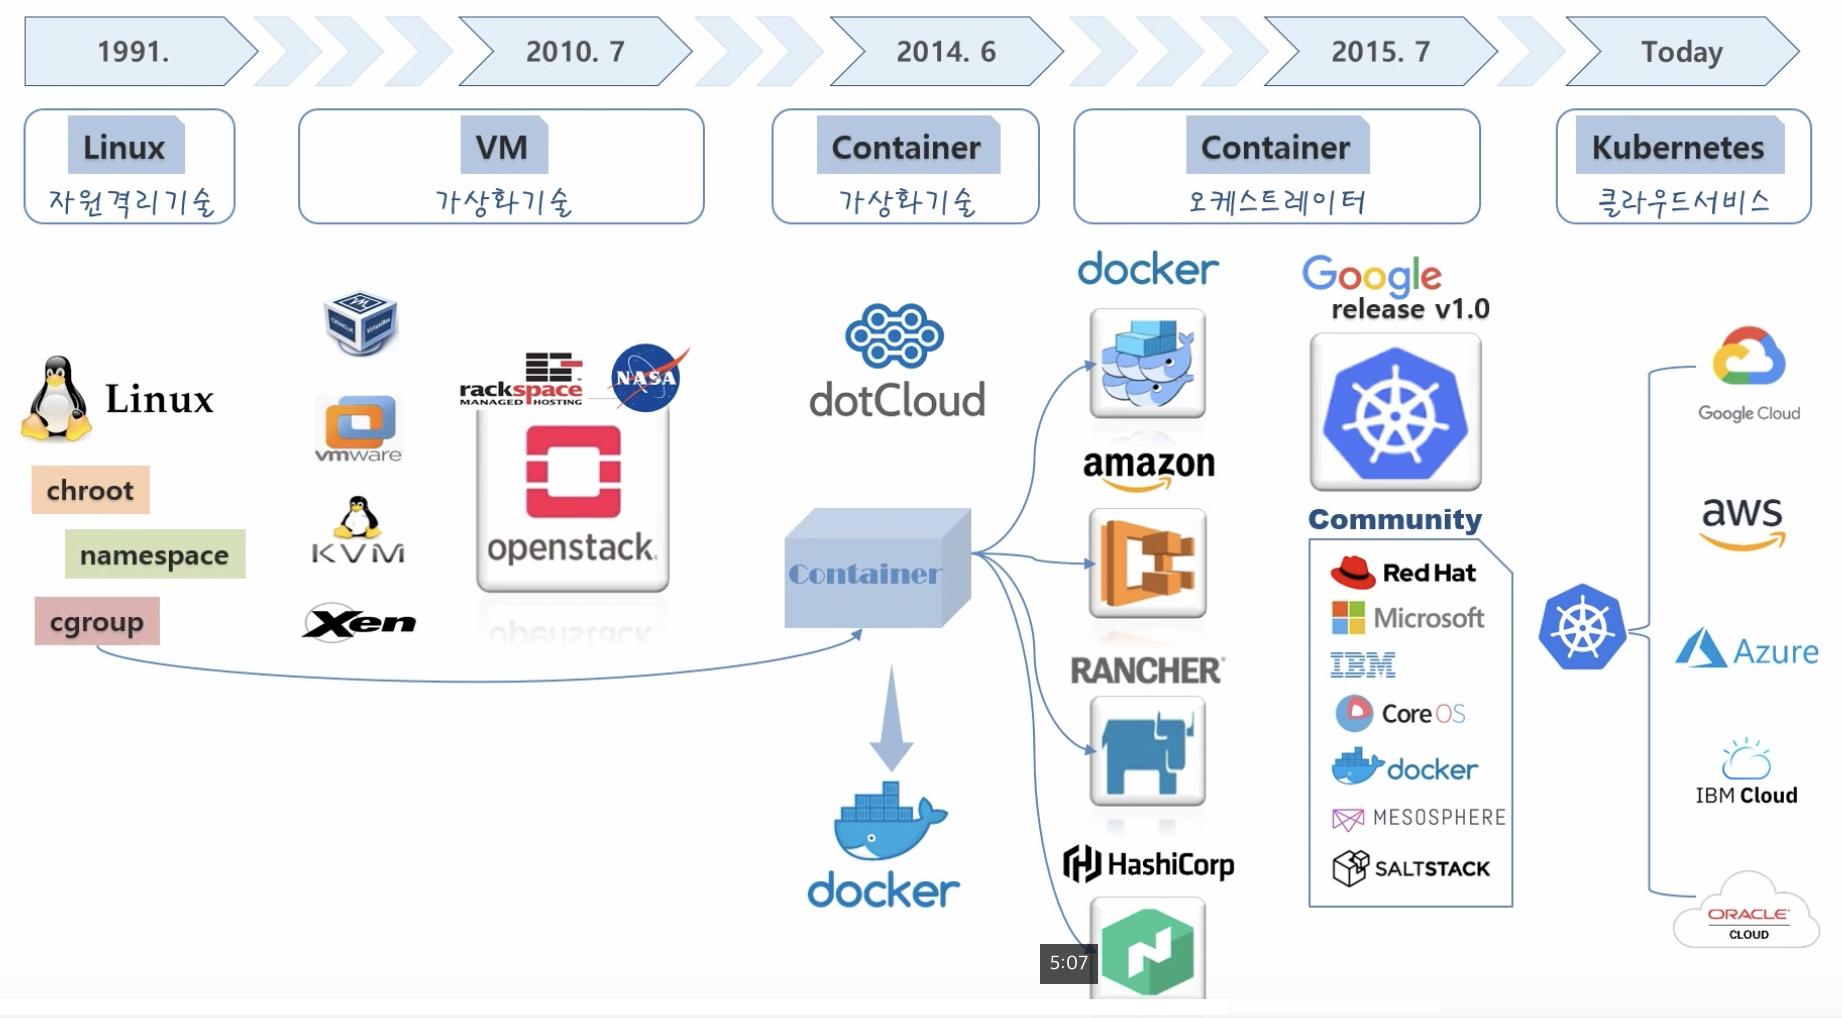 1991.
2010. 7
2014. 6
2015. 7
Today
Linux
자원격리기술
VM
가상화기술
Container
가상화기술
Container
오케스트레이터
Kubernetes
클라우드서비스
Linux
chroot
namespace
cgroup
ORACLE
VirtualBox
vmware
KVM
Xen
rackspace
MANAGED HOSTING
NASA
openstack.
dotCloud
Container
docker
docker
amazon
RANCHER
HashiCorp
Google
release v1.0
Community
Red Hat
Microsoft
IBM
Core OS
docker
MESOSPHERE
SALTSTACK
Google Cloud
aws
Azure
IBM Cloud
ORACLE
CLOUD
5:07